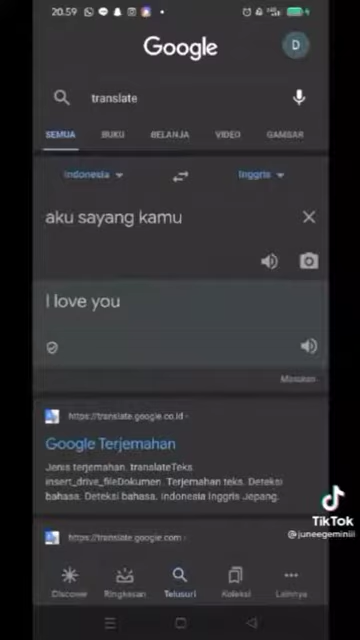 20.59
Google
D
translate
SEMUA BUKU BELANJA VIDEO GAMBAR
Indonesia Inggris
aku sayang kamu
I love you
Masukan
https://translate.google.co.id ›
Google Terjemahan
Jenis terjemahan. translateTeks
insert_drive_fileDokumen. Terjemahan teks. Deteksi
bahasa. Deteksi bahasa. Indonesia Inggris Jepang.
https://translate.google.com ›
TikTok
@juneegeminiii
Discover Ringkasan Telusuri Koleksi Lainnya